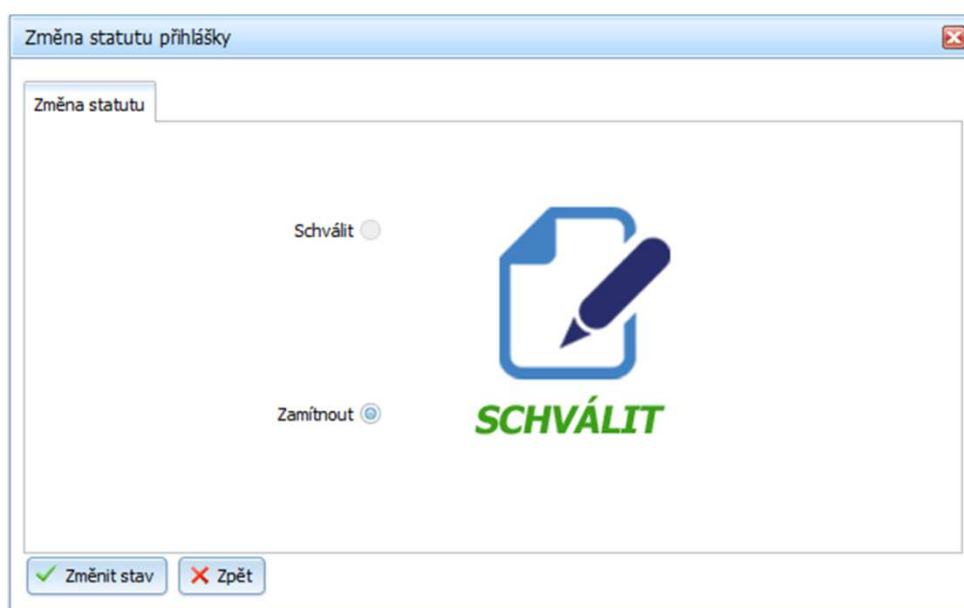 Změna statutu přihlášky
Změna statutu
Schválit
Zamítnout
SCHVÁLIT
Změnit stav
Zpět